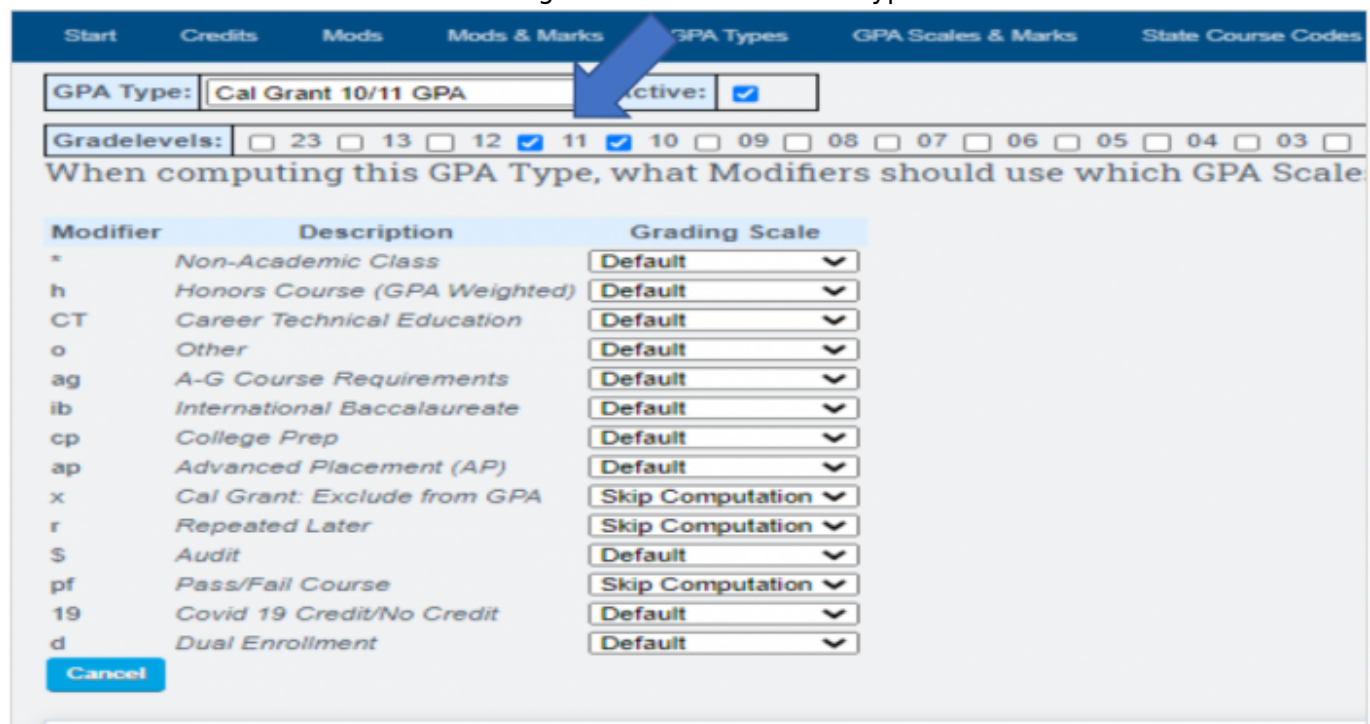 Start Credits Mods Mods & Marks GPA Types GPA Scales & Marks State Course Codes
GPA Type: Cal Grant 10/11 GPA Active:
Gradelevels: 23 13 12 11 10 09 08 07 06 05 04 03
When computing this GPA Type, what Modifiers should use which GPA Scale
Modifier Description Grading Scale
* Non-Academic Class Default
h Honors Course (GPA Weighted) Default
CT Career Technical Education Default
o Other Default
ag A-G Course Requirements Default
ib International Baccalaureate Default
cp College Prep Default
ap Advanced Placement (AP) Default
x Cal Grant: Exclude from GPA Skip Computation
r Repeated Later Skip Computation
$ Audit Default
pf Pass/Fail Course Skip Computation
19 Covid 19 Credit/No Credit Default
d Dual Enrollment Default
Cancel